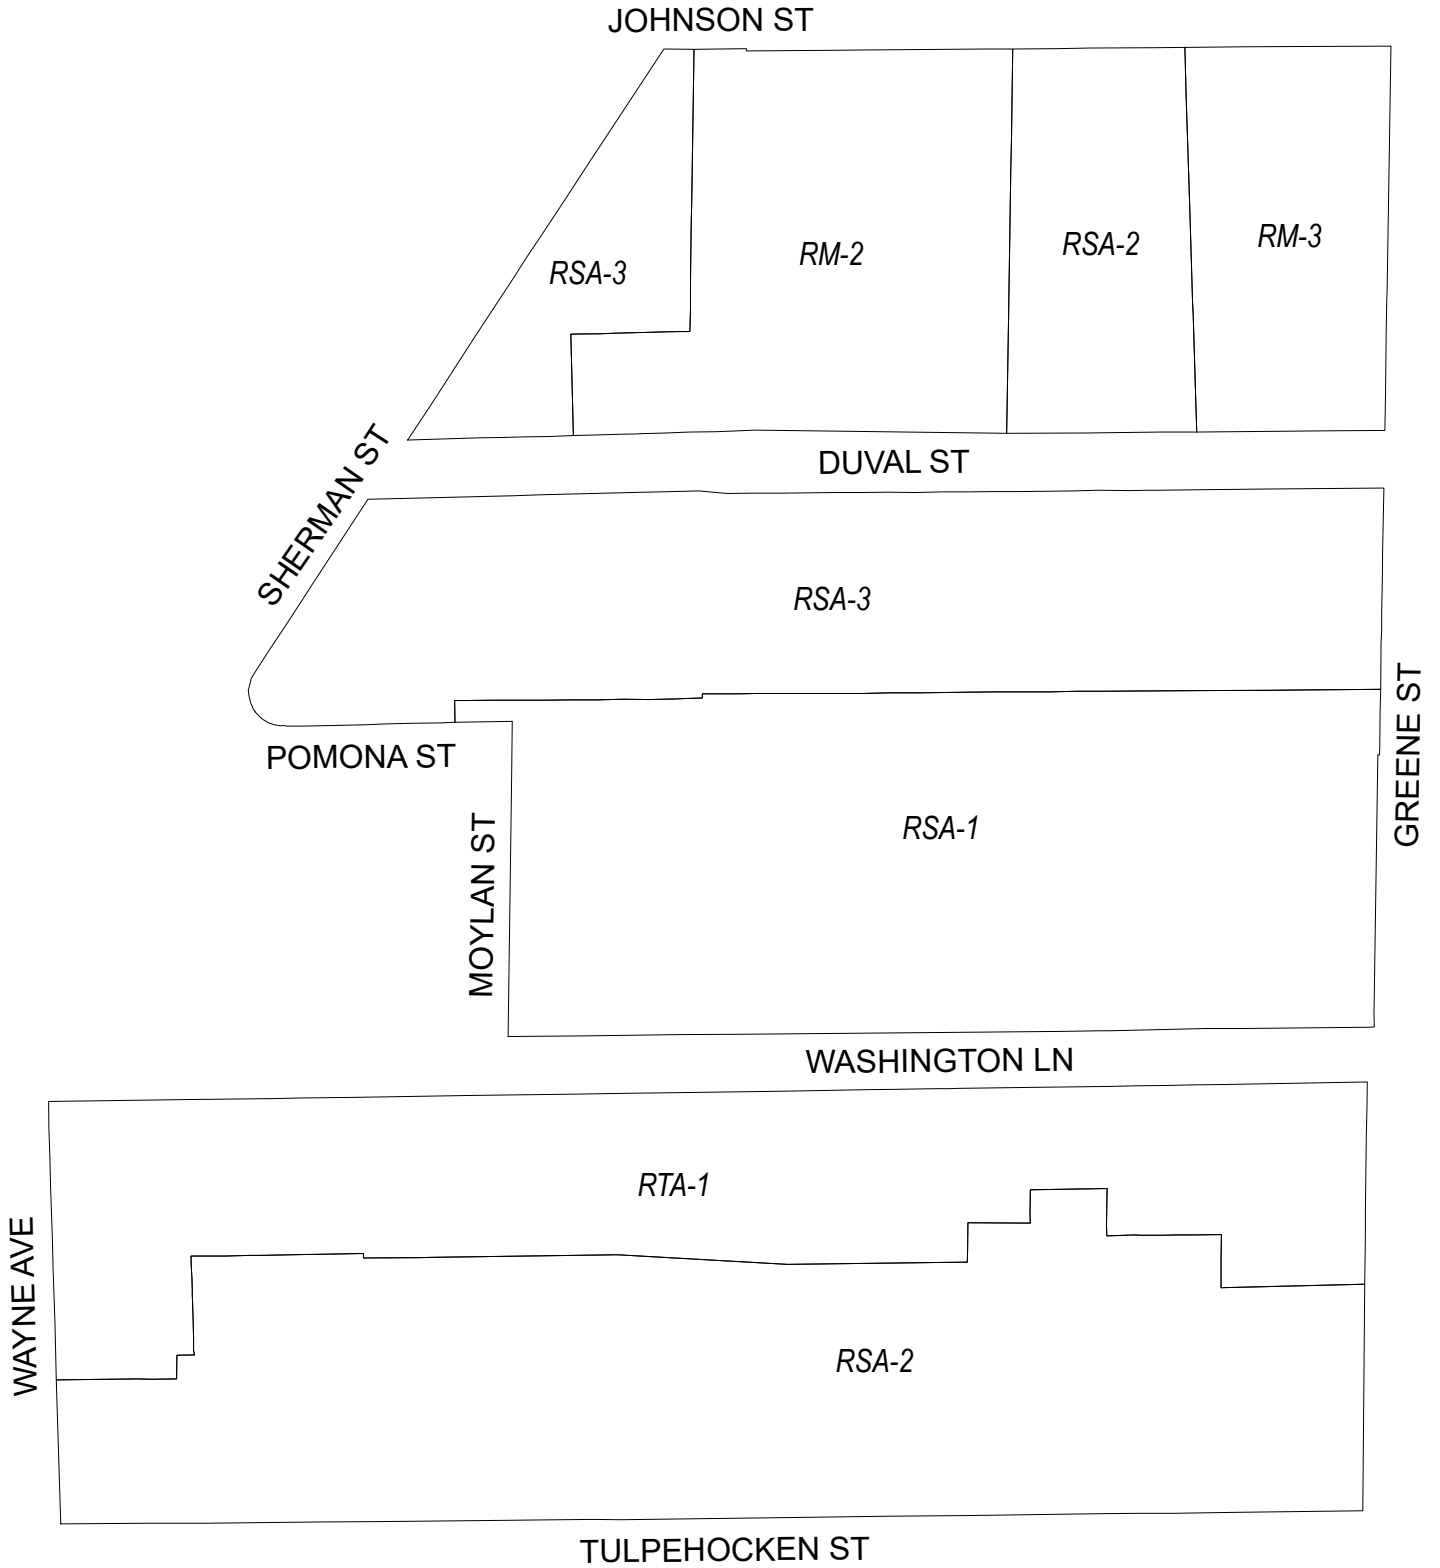 JOHNSON ST
RSA-3
RM-2
RSA-2
RM-3
DUVAL ST
SHERMAN ST
RSA-3
POMONA ST
MOYLAN ST
RSA-1
GREENE ST
WASHINGTON LN
RTA-1
WAYNE AVE
RSA-2
TULPEHOCKEN ST